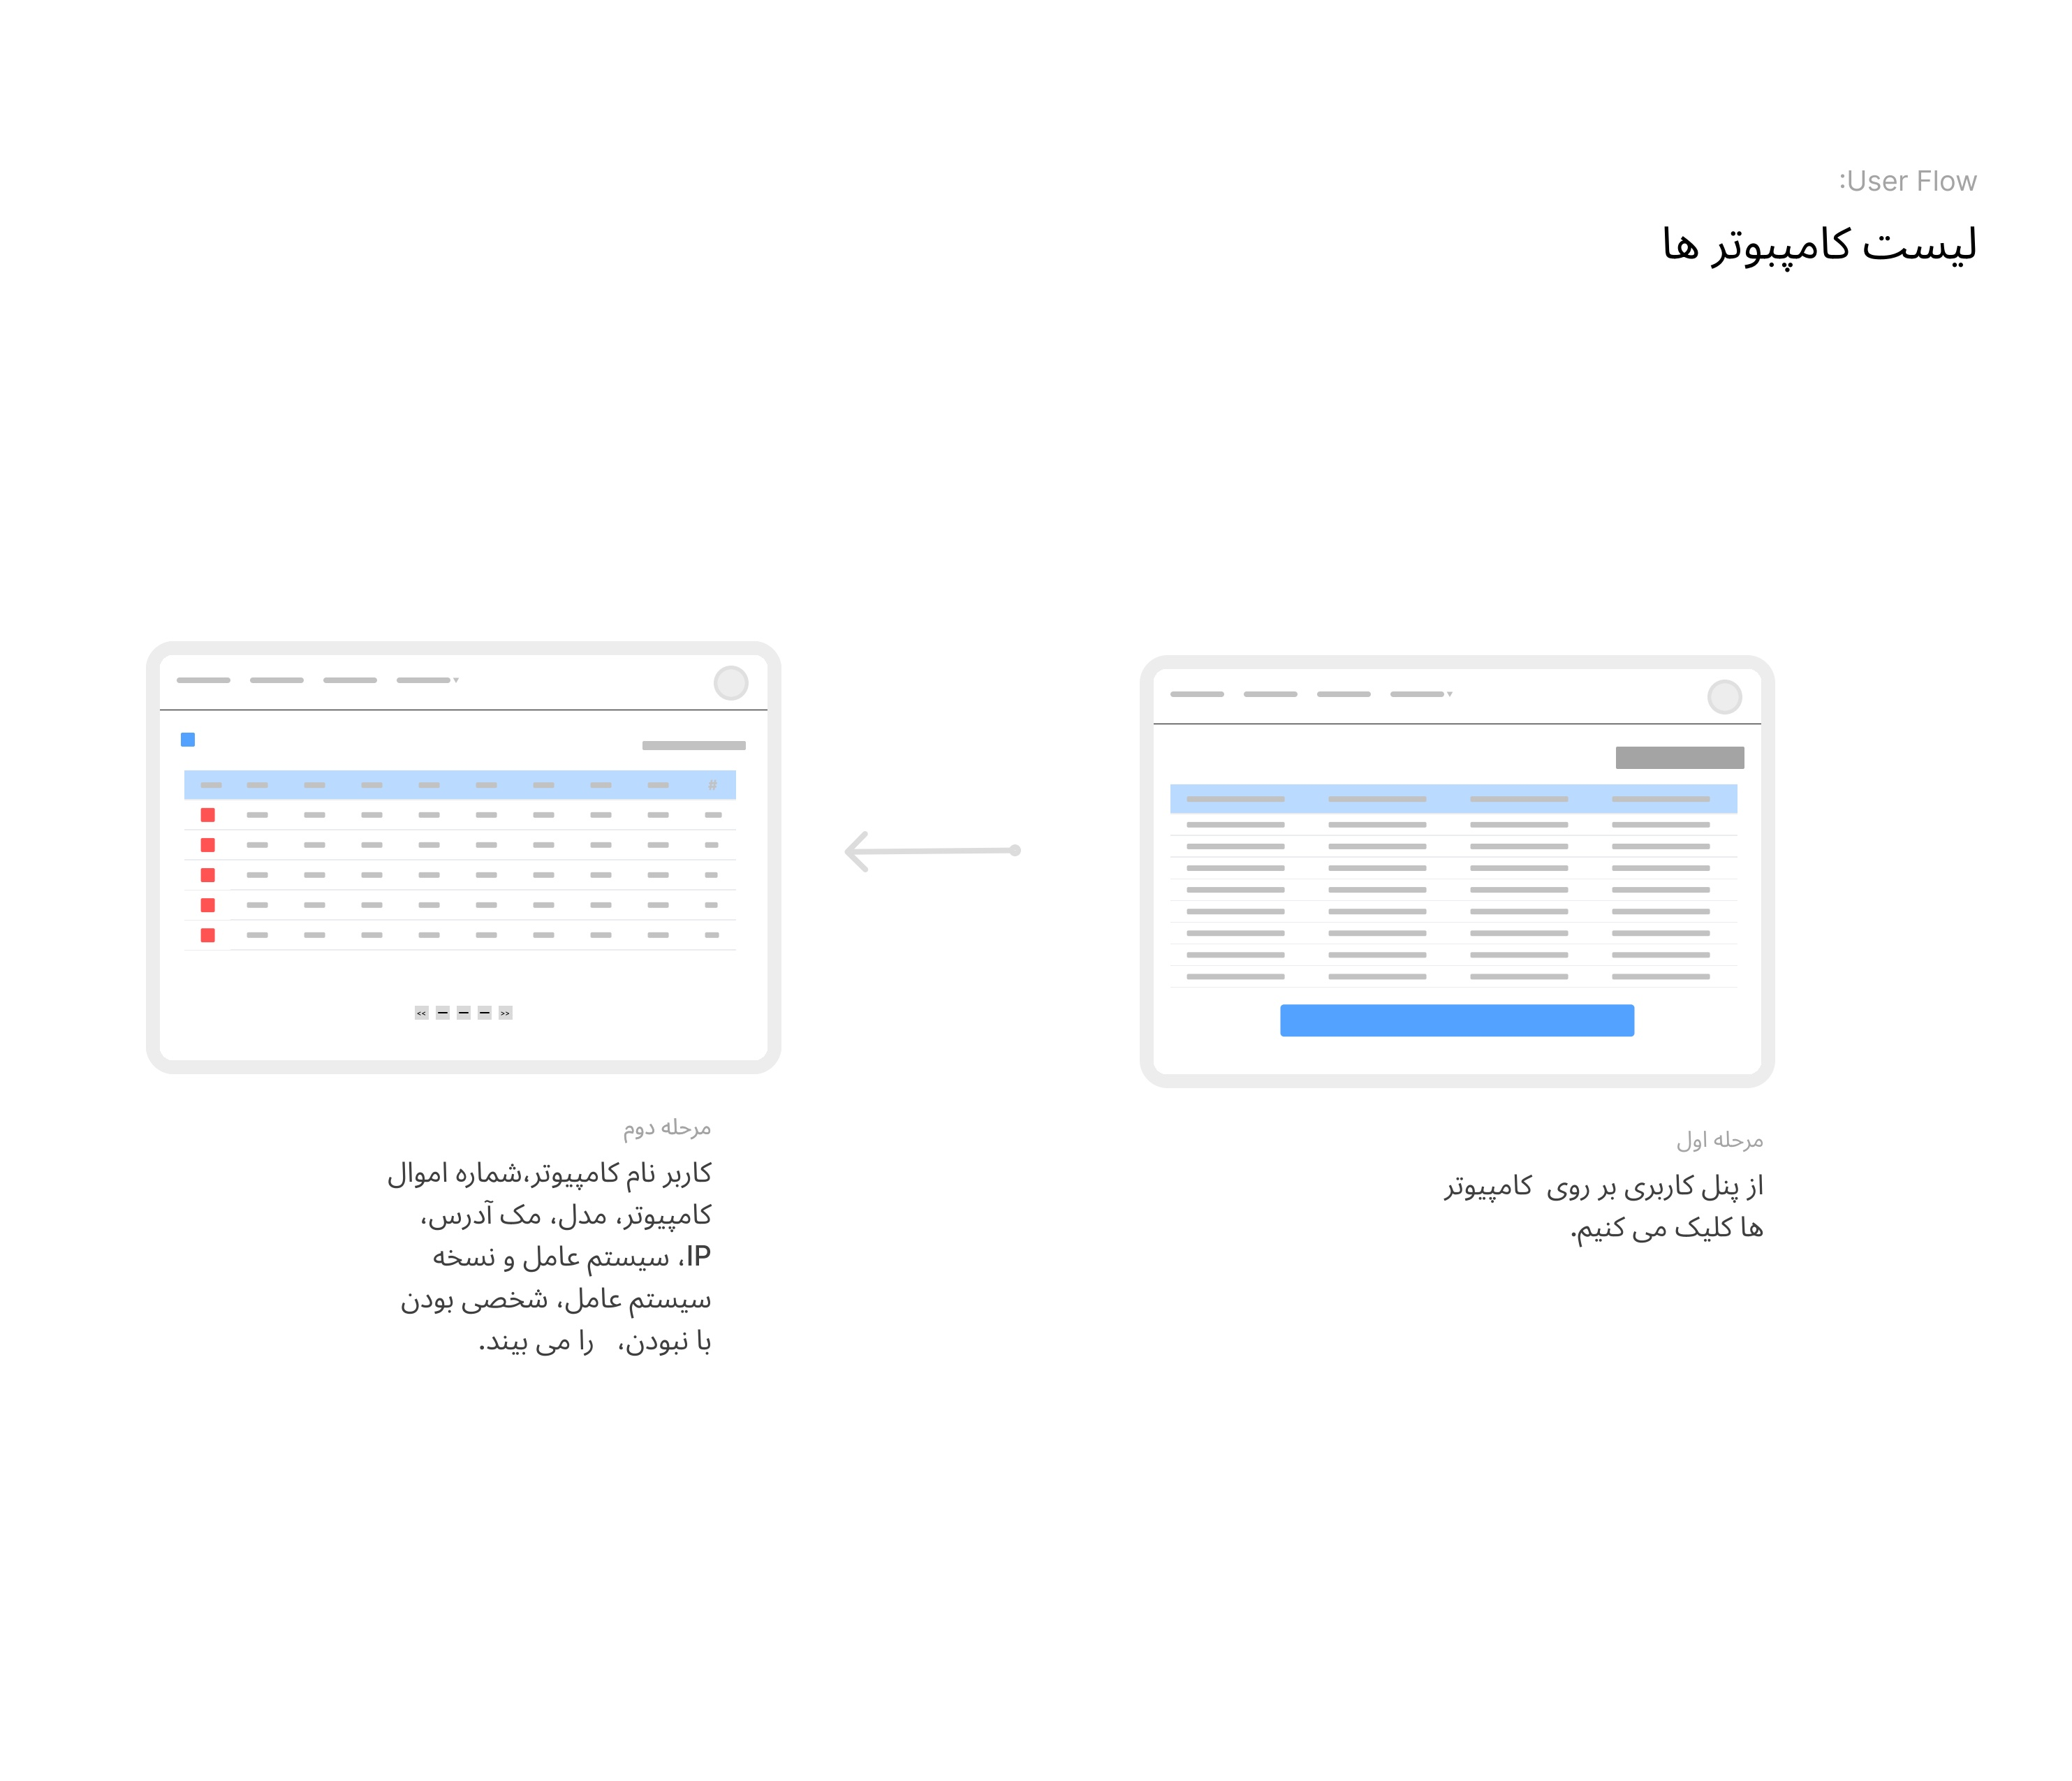 User Flow:
لیست کامپیوتر ها
#
<< >>
مرحله اول
از پنل کاربری بر روی کامپیوتر
ها کلیک می کنیم.
مرحله دوم
کاربر نام کامپیوتر،شماره اموال
کامپیوتر، مدل، مک آدرس،
IP، سیستم عامل و نسخه
سیستم عامل، شخصی بودن
با نبودن، را می بیند.